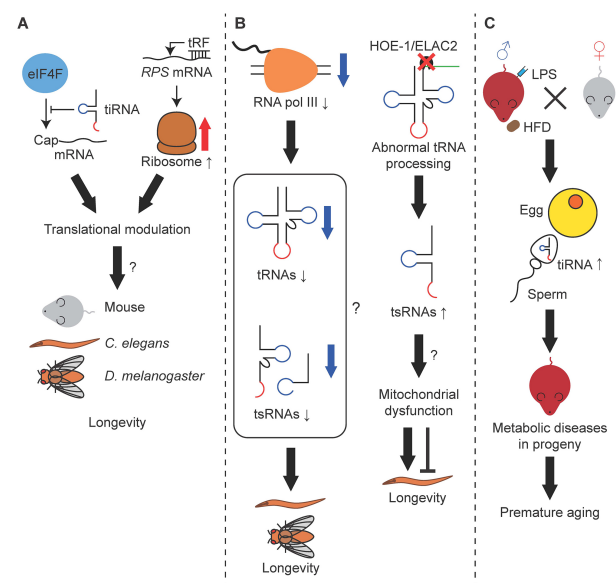 A
eIF4F
tiRNA
Cap
mRNA
tRF
RPS mRNA
Ribosome ↑
Translational modulation
?
Mouse
C. elegans
D. melanogaster
Longevity
B
RNA pol III ↓
tRNAs ↓
tsRNAs ↓
?
Longevity
HOE-1/ELAC2
Abnormal tRNA
processing
tsRNAs ↑
?
Mitochondrial
dysfunction
Longevity
C
♂
♀
LPS
HFD
Egg
tiRNA ↑
Sperm
Metabolic diseases
in progeny
Premature aging